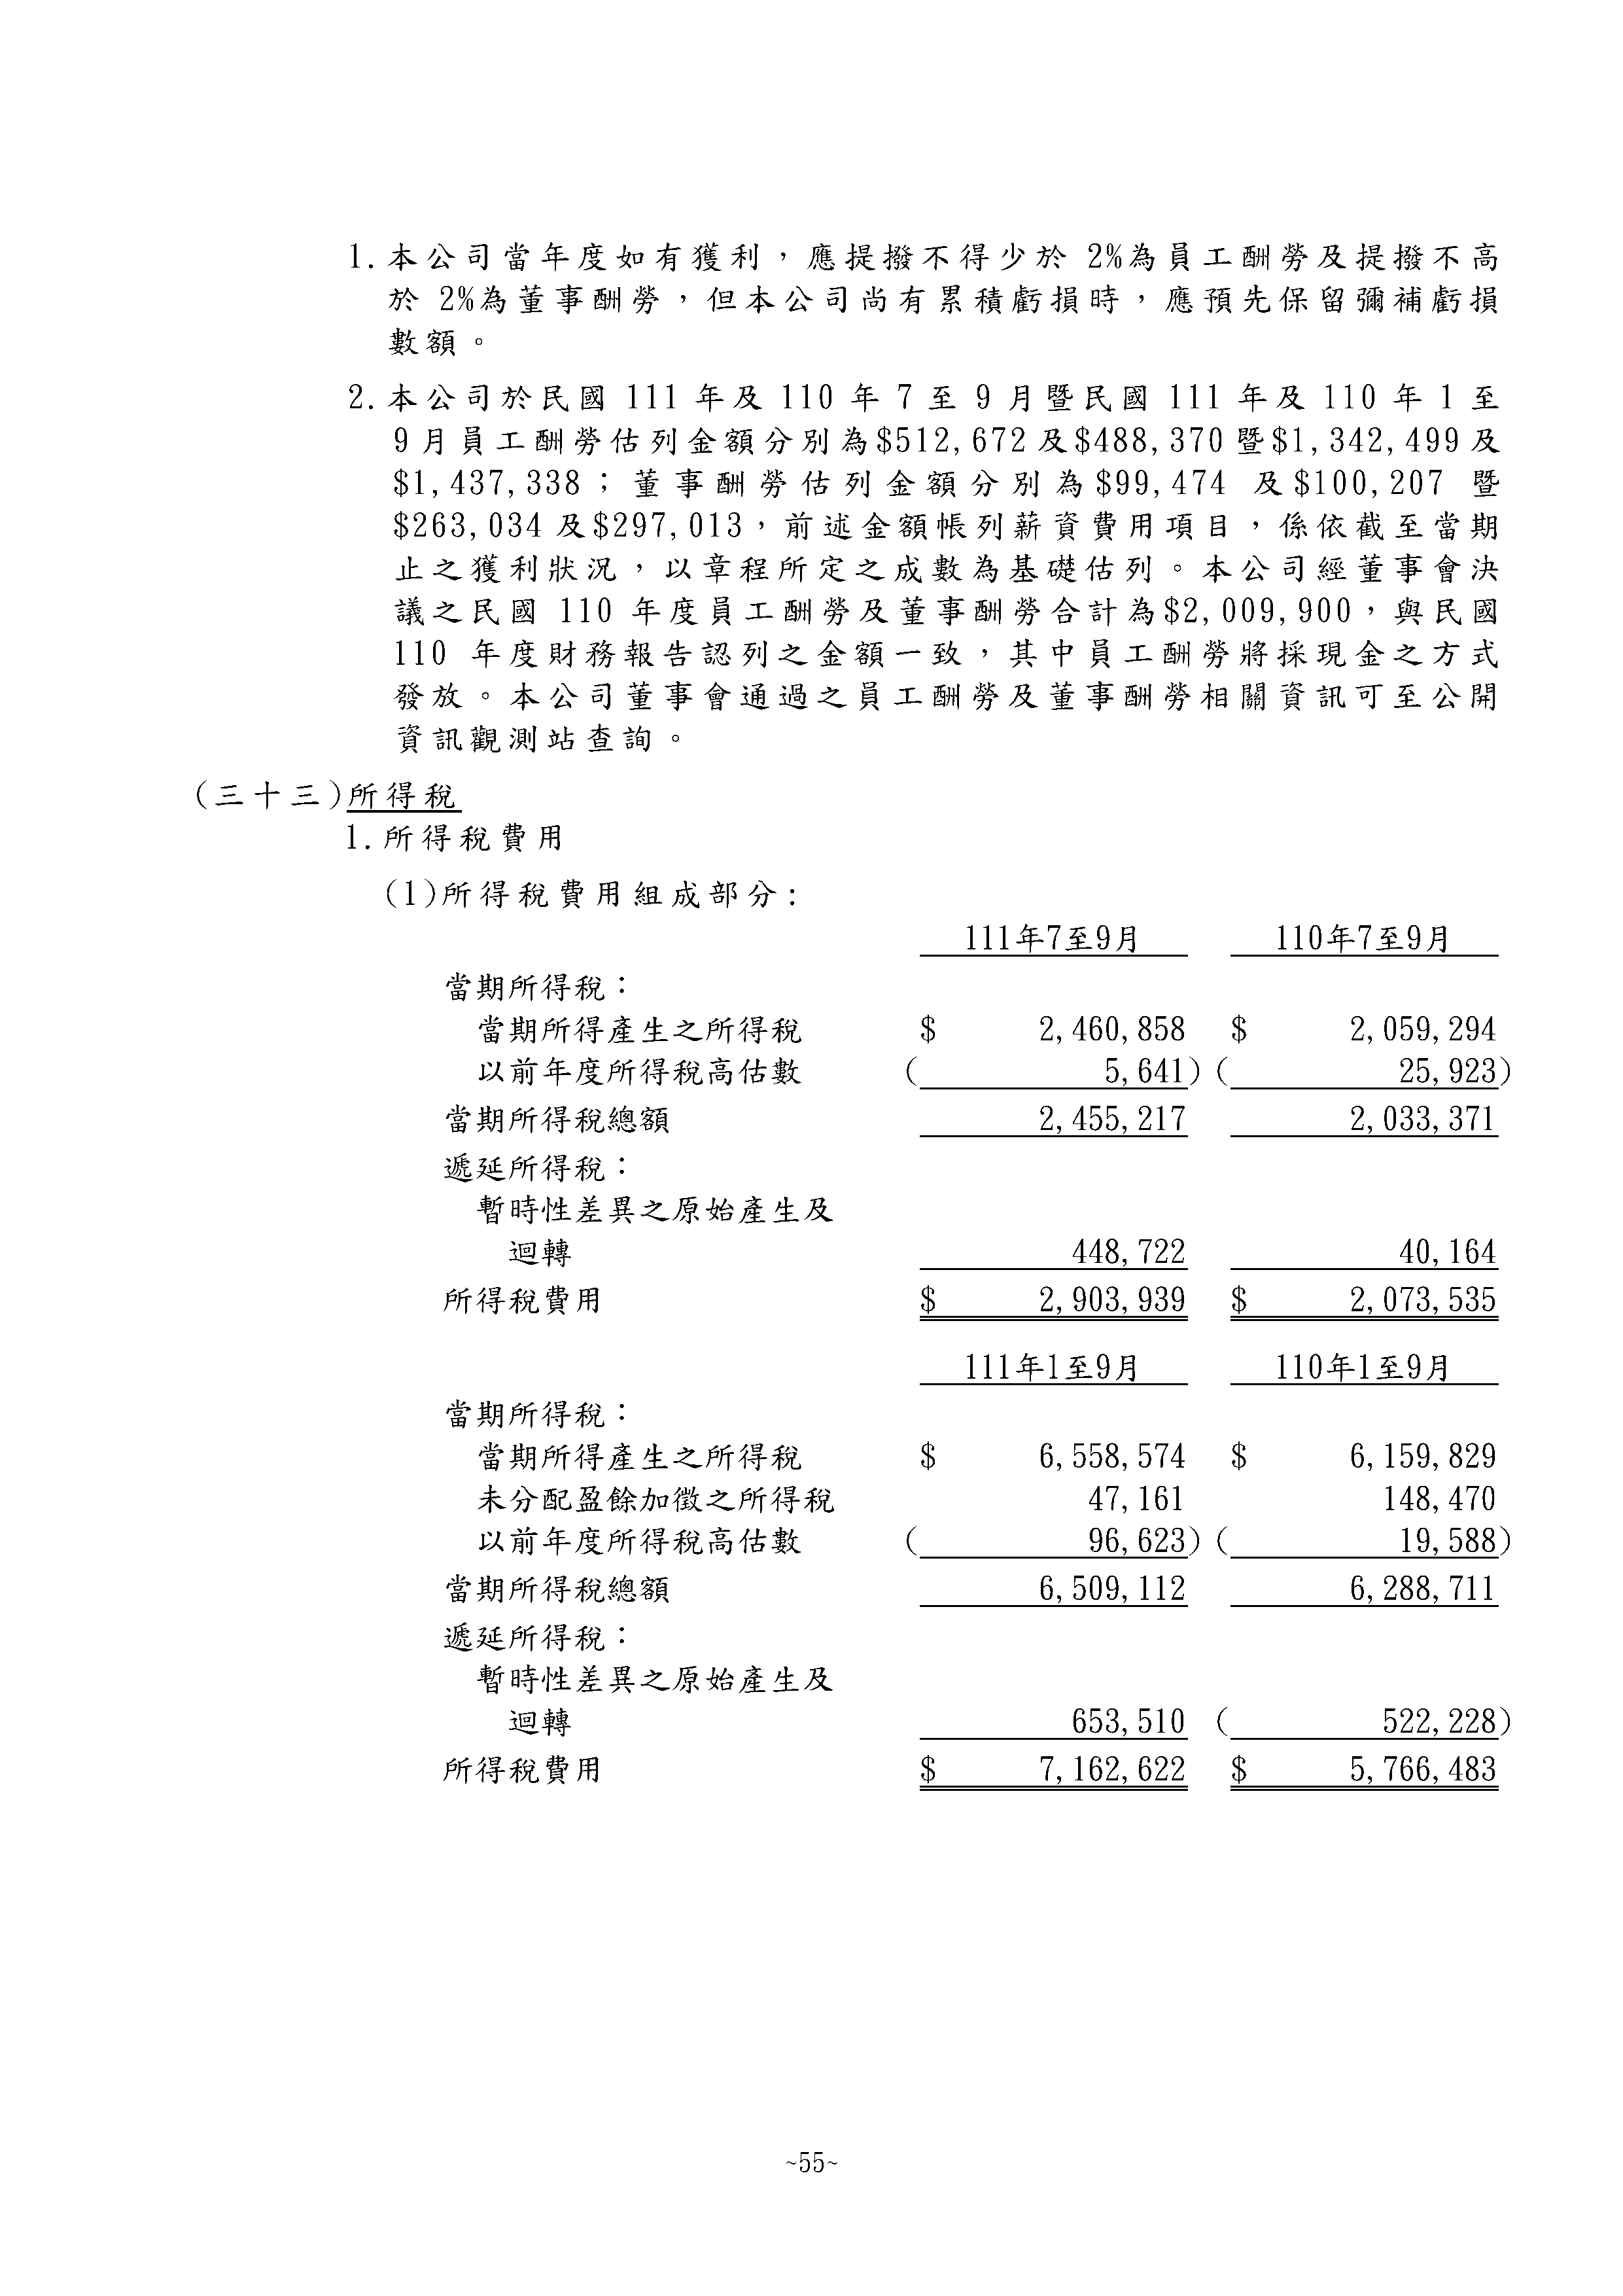 1.本公司當年度如有獲利，應提撥不得少於 2%為員工酬勞及提撥不高
於 2%為董事酬勞，但本公司尚有累積虧損時，應預先保留彌補虧損
數額。
2.本公司於民國 111 年及 110 年 7 至 9 月暨民國 111 年及 110 年 1 至
9 月員工酬勞估列金額分別為$512,672 及$488,370 暨$1,342,499 及
$1,437,338；董事酬勞估列金額分別為$99,474 及$100,207 暨
$263,034 及$297,013，前述金額帳列薪資費用項目，係依截至當期
止之獲利狀況，以章程所定之成數為基礎估列。本公司經董事會決
議之民國 110 年度員工酬勞及董事酬勞合計為$2,009,900，與民國
110 年度財務報告認列之金額一致，其中員工酬勞將採現金之方式
發放。本公司董事會通過之員工酬勞及董事酬勞相關資訊可至公開
資訊觀測站查詢。
(三十三)所得稅
1.所得稅費用
(1)所得稅費用組成部分：
111年7至9月 110年7至9月
當期所得稅：
當期所得產生之所得稅 $ 2,460,858 $ 2,059,294
以前年度所得稅高估數 ( 5,641) ( 25,923)
當期所得稅總額 2,455,217 2,033,371
遞延所得稅：
暫時性差異之原始產生及
迴轉 448,722 40,164
所得稅費用 $ 2,903,939 $ 2,073,535
111年1至9月 110年1至9月
當期所得稅：
當期所得產生之所得稅 $ 6,558,574 $ 6,159,829
未分配盈餘加徵之所得稅 47,161 148,470
以前年度所得稅高估數 ( 96,623) ( 19,588)
當期所得稅總額 6,509,112 6,288,711
遞延所得稅：
暫時性差異之原始產生及
迴轉 653,510 ( 522,228)
所得稅費用 $ 7,162,622 $ 5,766,483
~55~